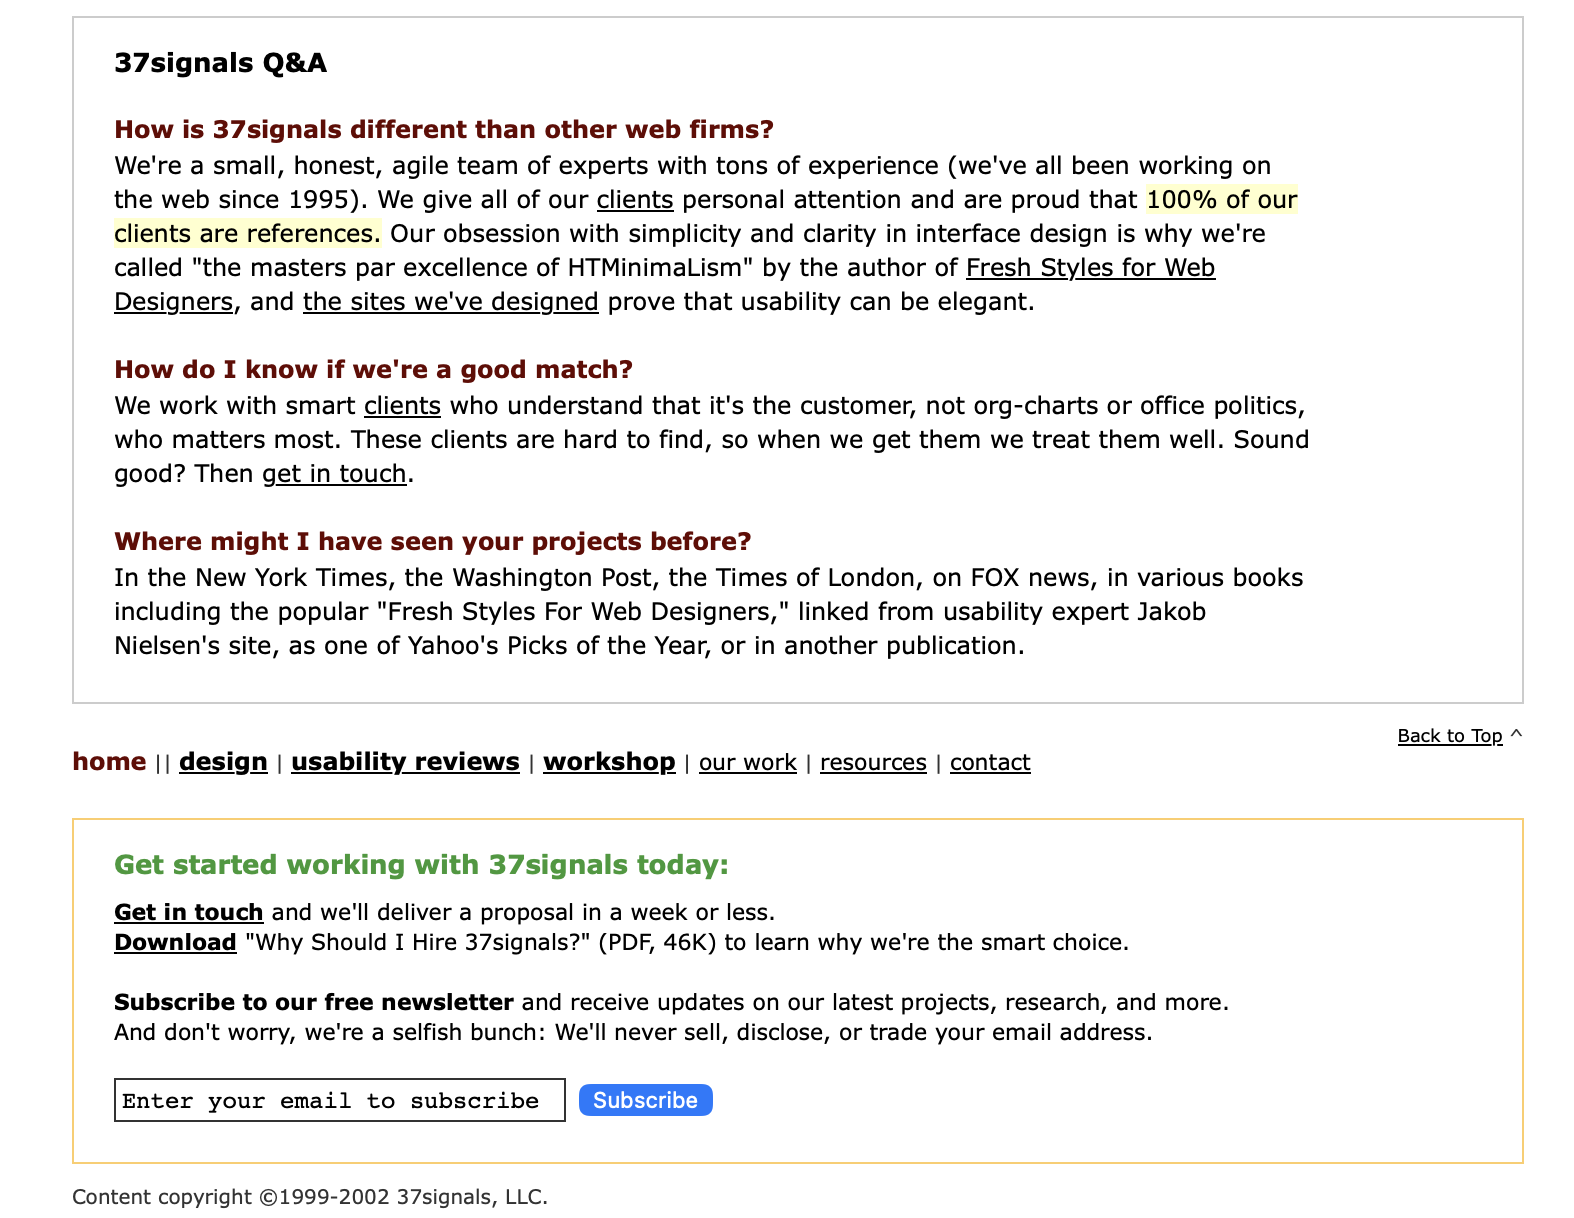 37signals Q&A
How is 37signals different than other web firms?
We're a small, honest, agile team of experts with tons of experience (we've all been working on
the web since 1995). We give all of our clients personal attention and are proud that 100% of our
clients are references. Our obsession with simplicity and clarity in interface design is why we're
called "the masters par excellence of HTMinimaLism" by the author of Fresh Styles for Web
Designers, and the sites we've designed prove that usability can be elegant.
How do I know if we're a good match?
We work with smart clients who understand that it's the customer, not org-charts or office politics,
who matters most. These clients are hard to find, so when we get them we treat them well. Sound
good? Then get in touch.
Where might I have seen your projects before?
In the New York Times, the Washington Post, the Times of London, on FOX news, in various books
including the popular "Fresh Styles For Web Designers," linked from usability expert Jakob
Nielsen's site, as one of Yahoo's Picks of the Year, or in another publication.
Back to Top ^
home || design | usability reviews | workshop | our work | resources | contact
Get started working with 37signals today:
Get in touch and we'll deliver a proposal in a week or less.
Download "Why Should I Hire 37signals?" (PDF, 46K) to learn why we're the smart choice.
Subscribe to our free newsletter and receive updates on our latest projects, research, and more.
And don't worry, we're a selfish bunch: We'll never sell, disclose, or trade your email address.
Enter your email to subscribe Subscribe
Content copyright ©1999-2002 37signals, LLC.